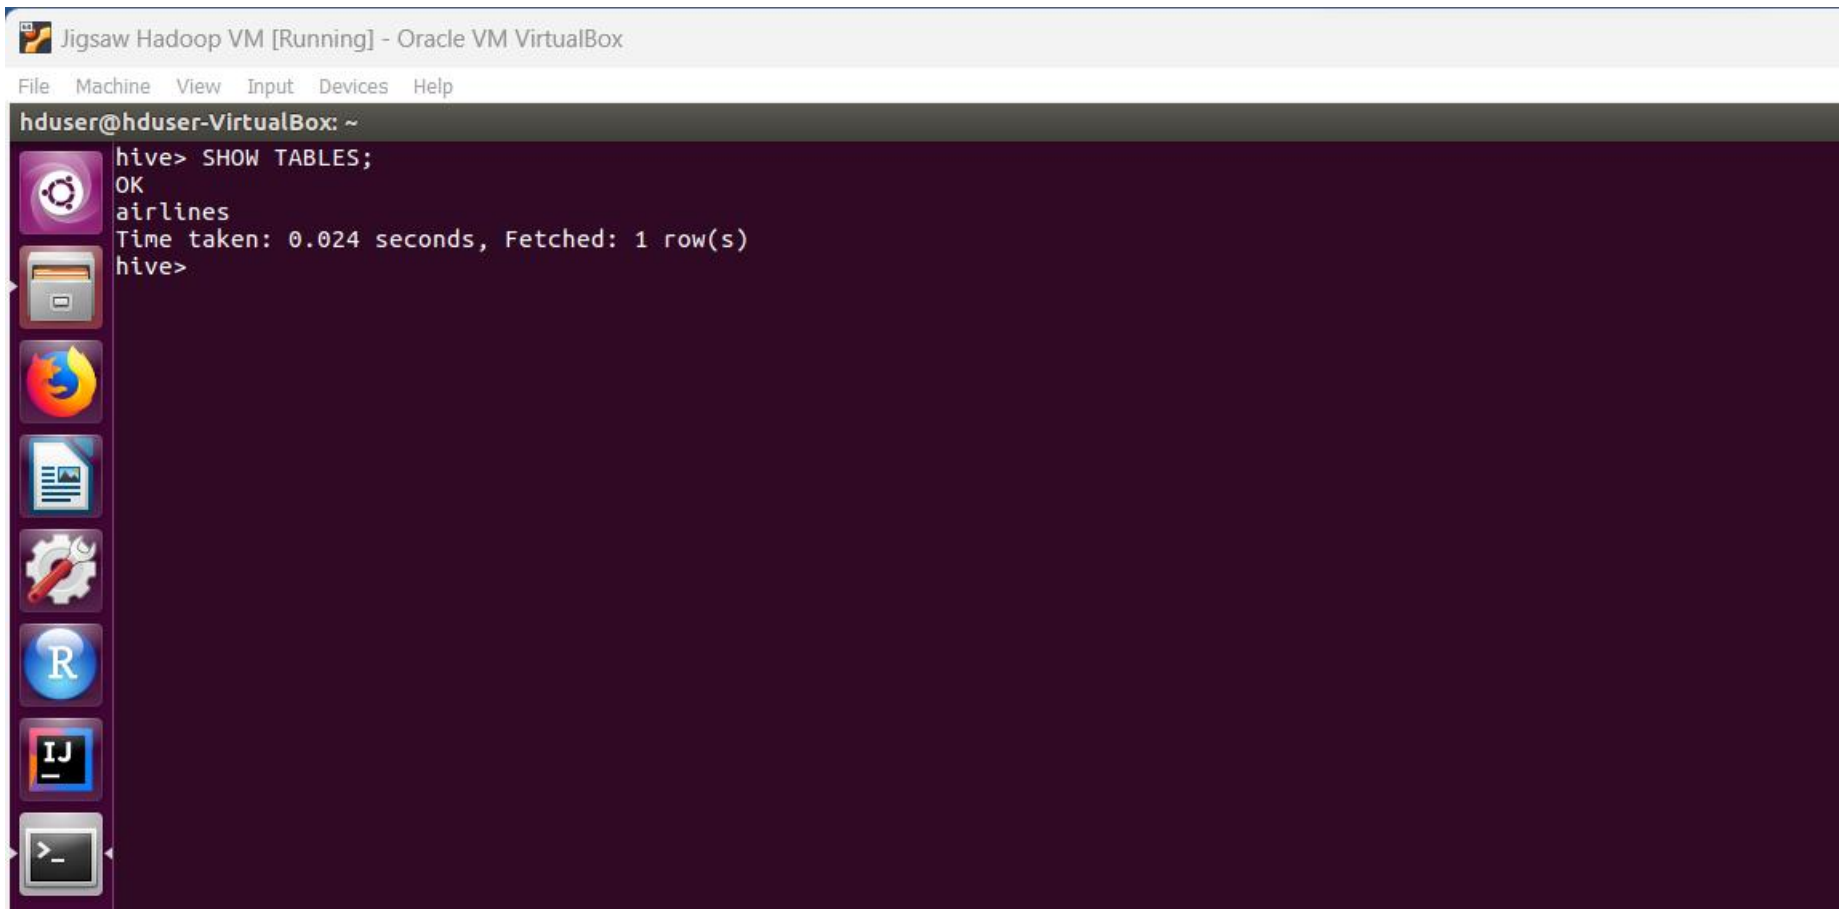 Jigsaw Hadoop VM [Running] - Oracle VM VirtualBox
File Machine View Input Devices Help
hduser@hduser-VirtualBox: ~
hive> SHOW TABLES;
OK
airlines
Time taken: 0.024 seconds, Fetched: 1 row(s)
hive>
R
IJ
>_